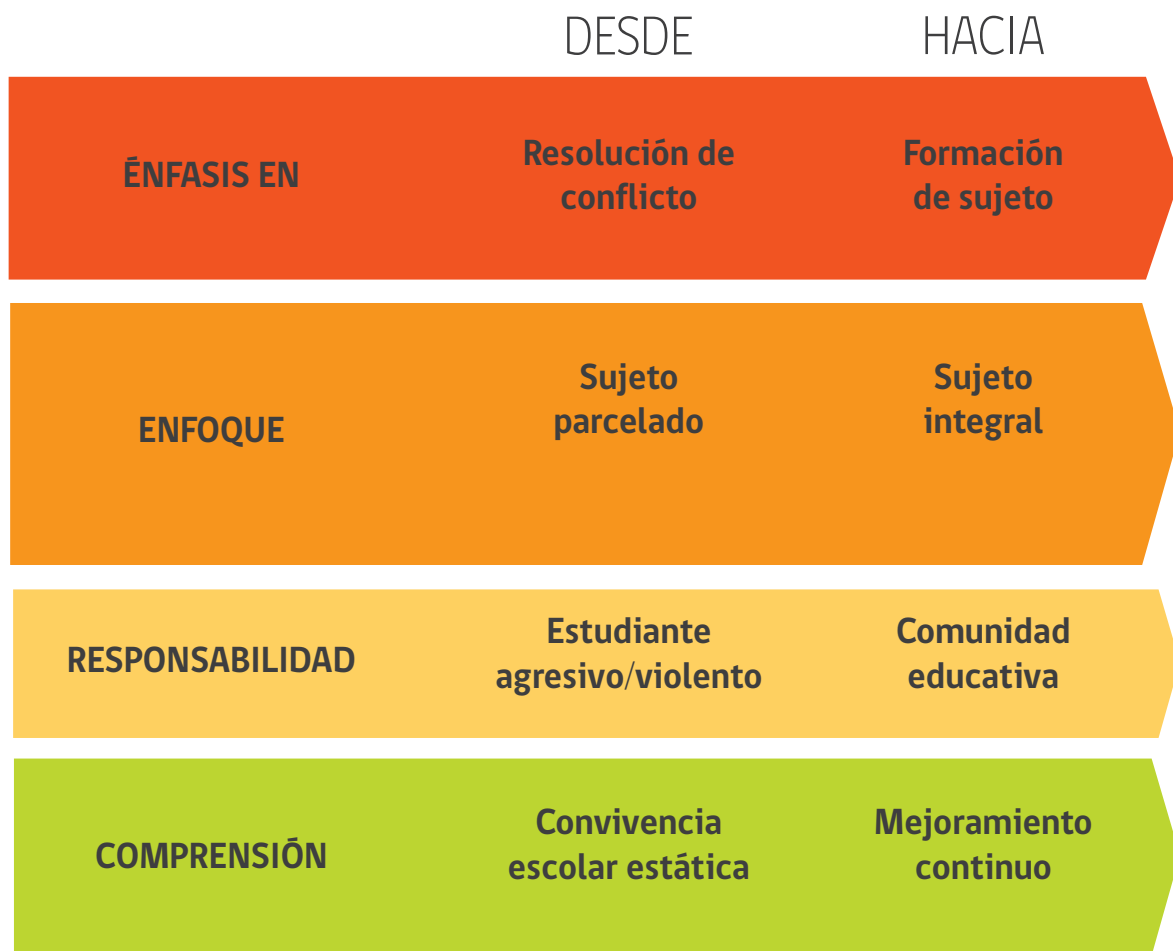 DESDE HACIA
ÉNFASIS EN
Resolución de
conflicto
Formación
de sujeto
ENFOQUE
Sujeto
parcelado
Sujeto
integral
RESPONSABILIDAD
Estudiante
agresivo/violento
Comunidad
educativa
COMPRENSIÓN
Convivencia
escolar estática
Mejoramiento
continuo